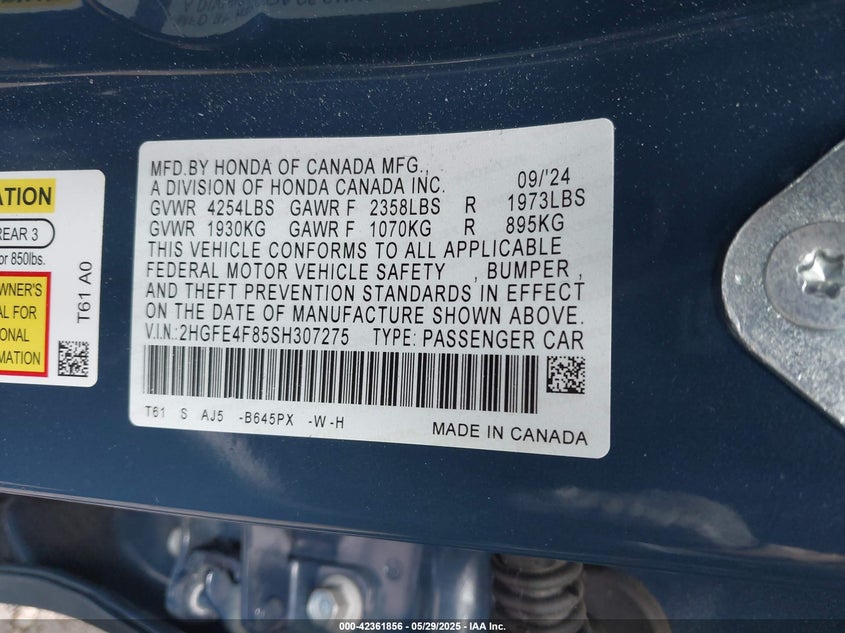 MFD.BY HONDA OF CANADA MFG.,
A DIVISION OF HONDA CANADA INC. 09/'24
GVWR 4254LBS GAWR F 2358LBS R 1973LBS
GVWR 1930KG GAWR F 1070KG R 895KG
THIS VEHICLE CONFORMS TO ALL APPLICABLE
FEDERAL MOTOR VEHICLE SAFETY , BUMPER ,
AND THEFT PREVENTION STANDARDS IN EFFECT
ON THE DATE OF MANUFACTURE SHOWN ABOVE.
V.I.N.:2HGFE4F85SH307275 TYPE: PASSENGER CAR
T61 S AJ5 -B645PX -W-H
MADE IN CANADA
ATION
REAR 3
or 850lbs.
WNER'S
AL FOR
ONAL
MATION
T61 A0
000-42361856 - 05/29/2025 - IAA Inc.